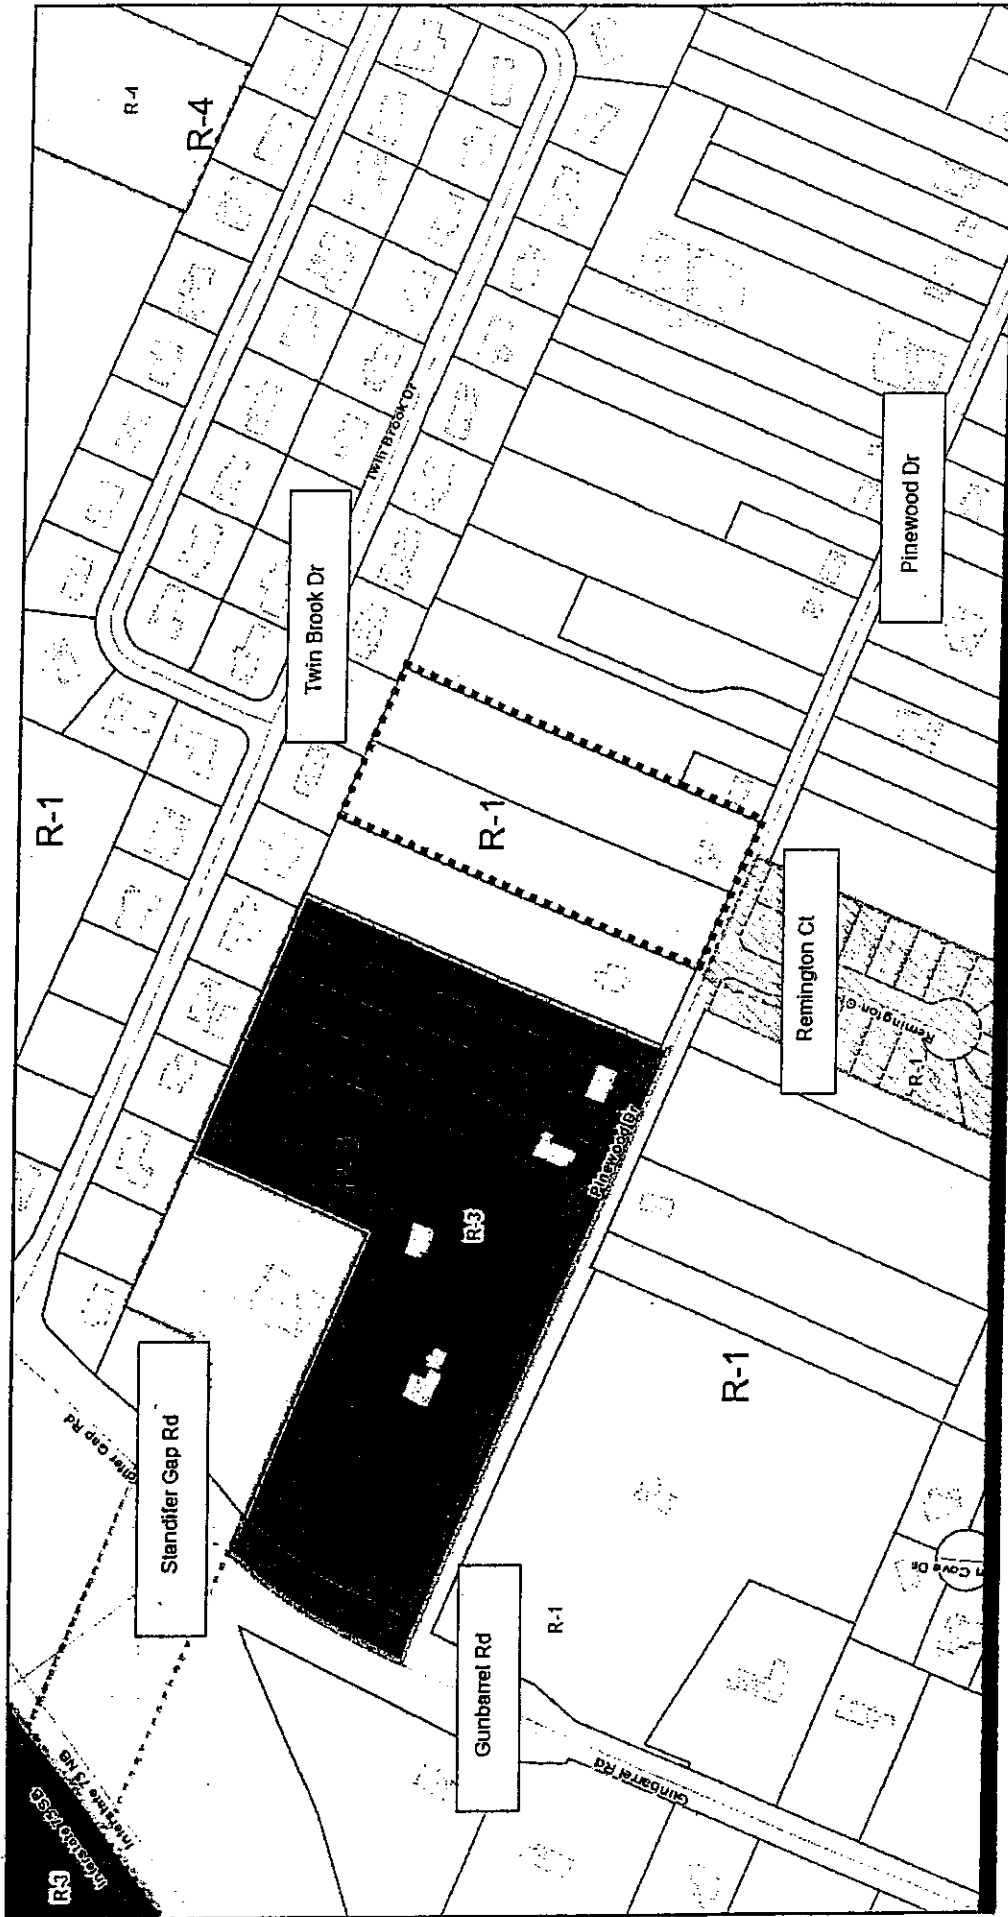 R-4
R-4
Twin Brook Dr
R-1
Twin Brook Dr
Pinewood Dr
R-1
Remington Ct
Remington Ct
R-1
Pinewood Dr
R-3
R-1
Standifer Gap Rd
Gap Rd
Gunbarrel Rd
R-1
Gunbarrel Rd
Cove Dr
Interstate 75 NB
Interstate 75 SB
R-3